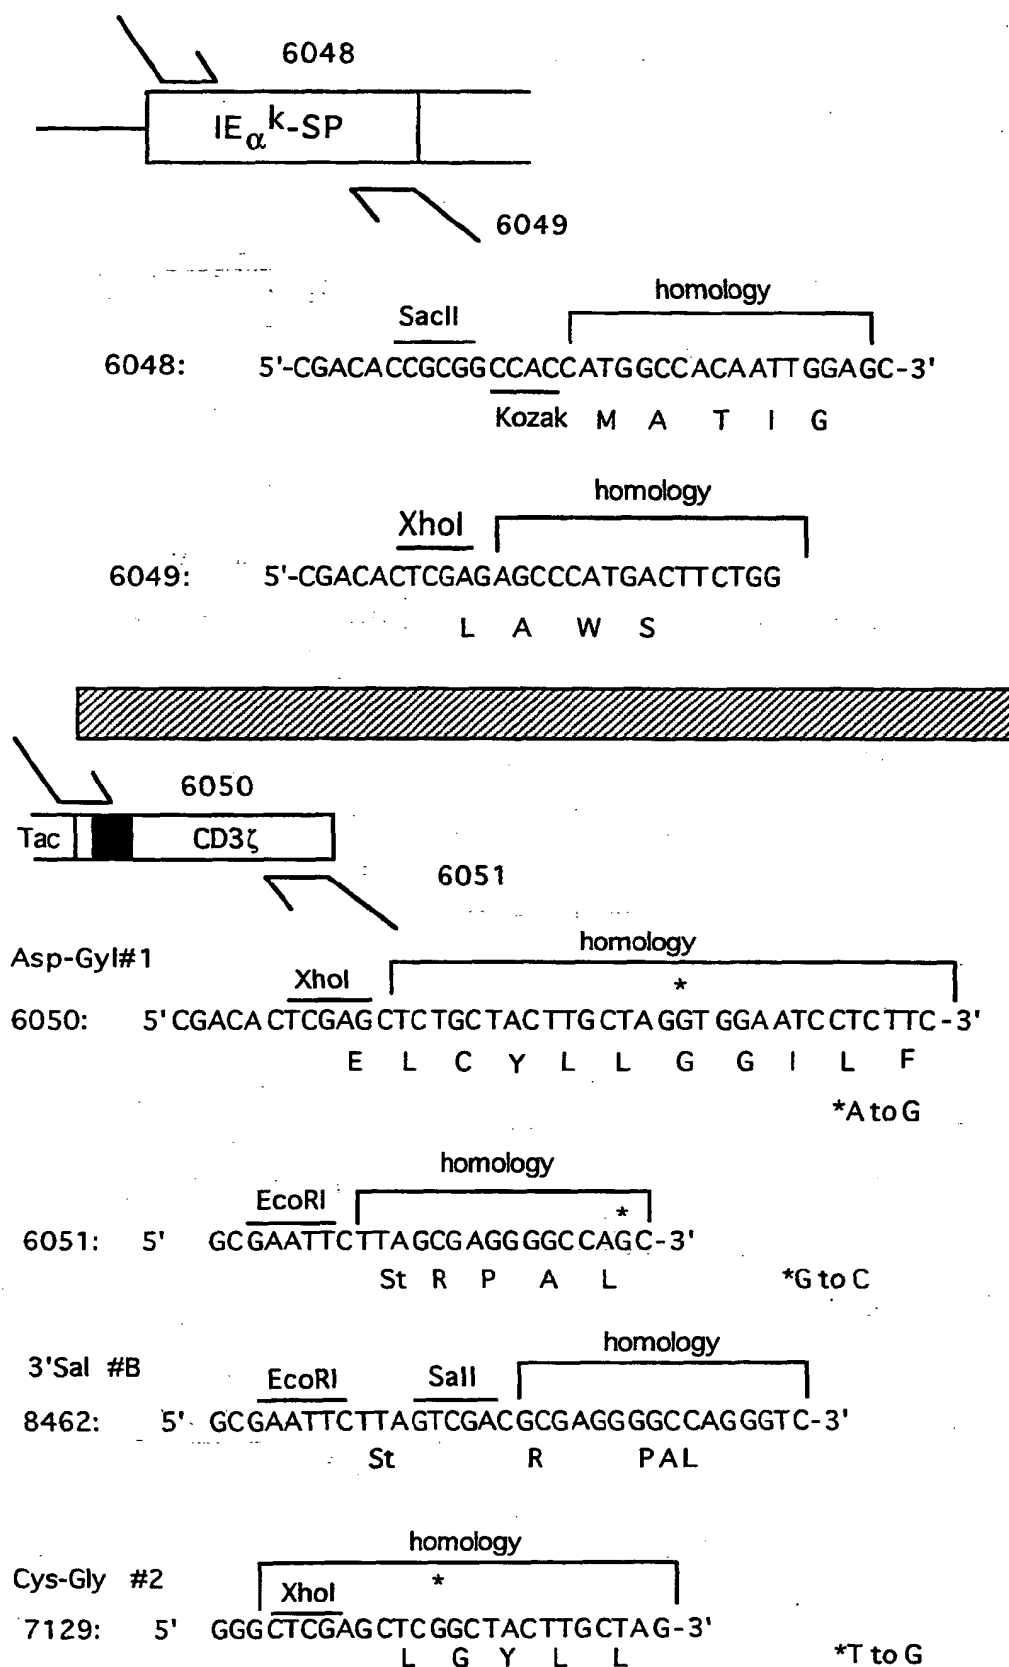 6048
IEαk-SP
6049
homology
SacII
6048: 5'-CGACACCGCGGCCACCATGGCCACAATTGGAGC-3'
Kozak M A T I G
homology
XhoI
6049: 5'-CGACACTCGAGAGCCCATGACTTCTGG
L A W S
6050
Tac CD3ζ
6051
Asp-Gyl#1
homology
XhoI *
6050: 5'CGACACTCGAGCTCTGCTACTTGCTAGGTGGAATCCTCTTC-3'
E L C Y L L G G I L F
*A to G
homology
EcoRI *
6051: 5' GCGAATTCTTAGCGAGGGGCCAGC-3'
St R P A L *G to C
homology
3'Sal #B
EcoRI SalI
8462: 5' GCGAATTCTTAGTCGACGCGAGGGGCCAGGGTC-3'
St R PAL
homology
Cys-Gly #2
XhoI *
7129: 5' GGGCTCGAGCTCGGCTACTTGCTAG-3'
L G Y L L *T to G